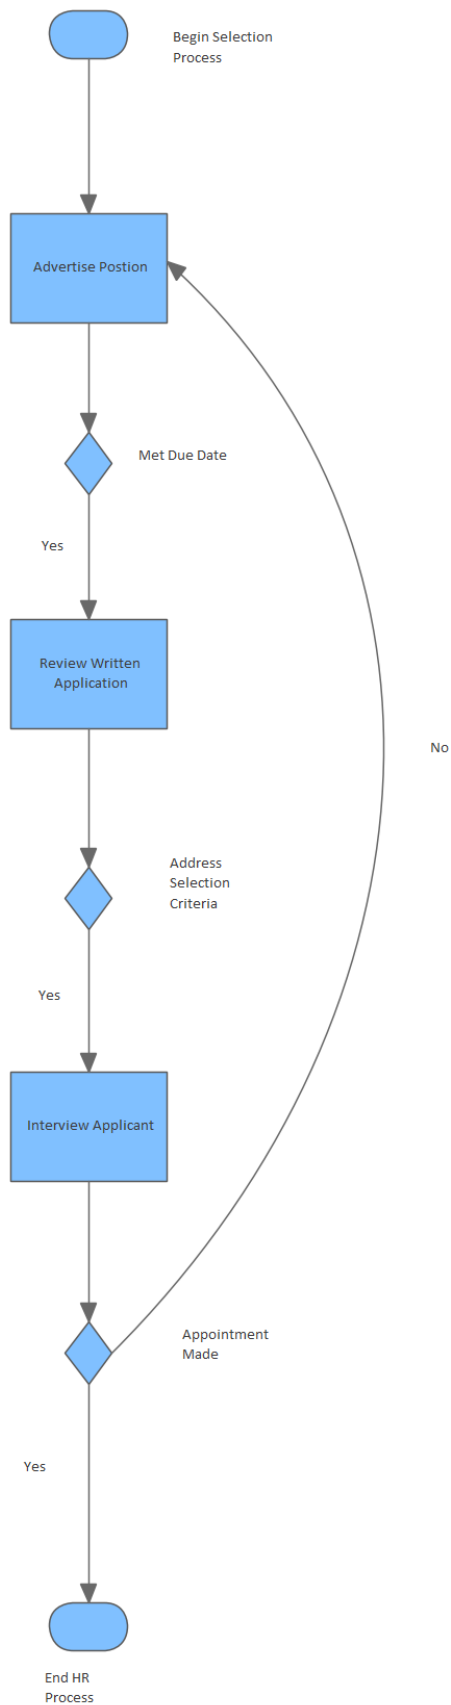 Begin Selection
Process
Advertise Postion
Met Due Date
Yes
Review Written
Application
No
Address
Selection
Criteria
Yes
Interview Applicant
Appointment
Made
Yes
End HR
Process